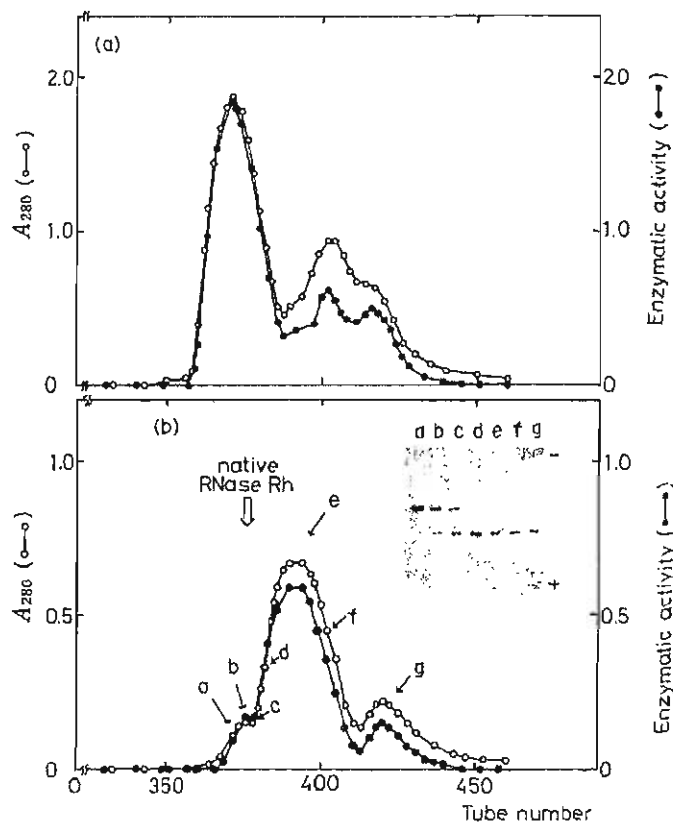 (a)
2.0
1.0
0
2.0
1.0
0
A280 (○—○)
Enzymatic activity (●—●)
(b)
a b c d e f g
−
+
native
RNase Rh
e
f
d
b
a
c
g
1.0
0.5
0
1.0
0.5
0
A280 (○—○)
Enzymatic activity (●—●)
0 350 400 450
Tube number